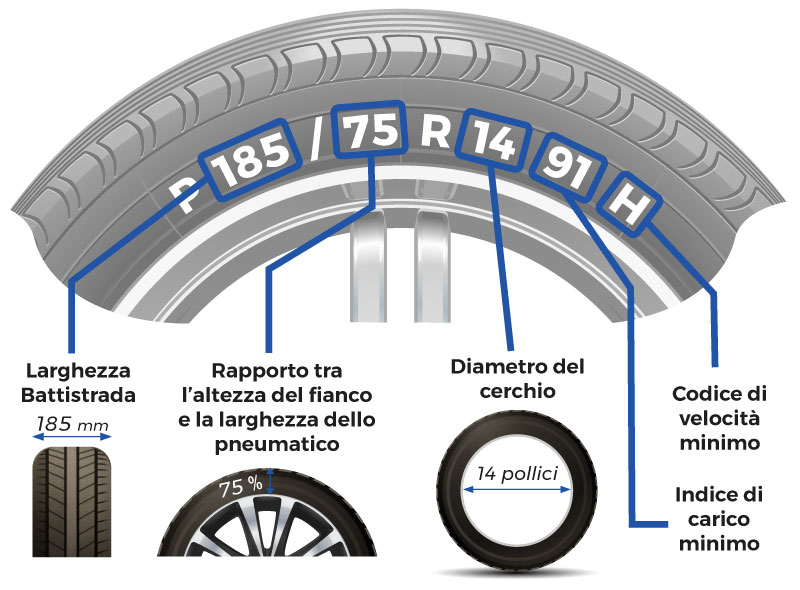 P 185 / 75 R 14 91 H
Larghezza
Battistrada
185 mm
Rapporto tra
l’altezza del fianco
e la larghezza dello
pneumatico
75 %
Diametro del
cerchio
14 pollici
Codice di
velocità
minimo
Indice di
carico
minimo